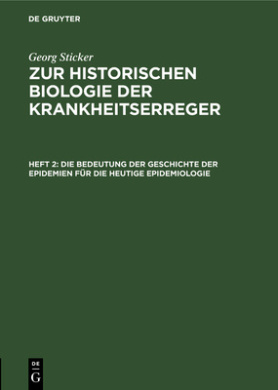 DE GRUYTER
Georg Sticker
ZUR HISTORISCHEN
BIOLOGIE DER
KRANKHEITSERREGER
HEFT 2: DIE BEDEUTUNG DER GESCHICHTE DER
EPIDEMIEN FÜR DIE HEUTIGE EPIDEMIOLOGIE
DE
G